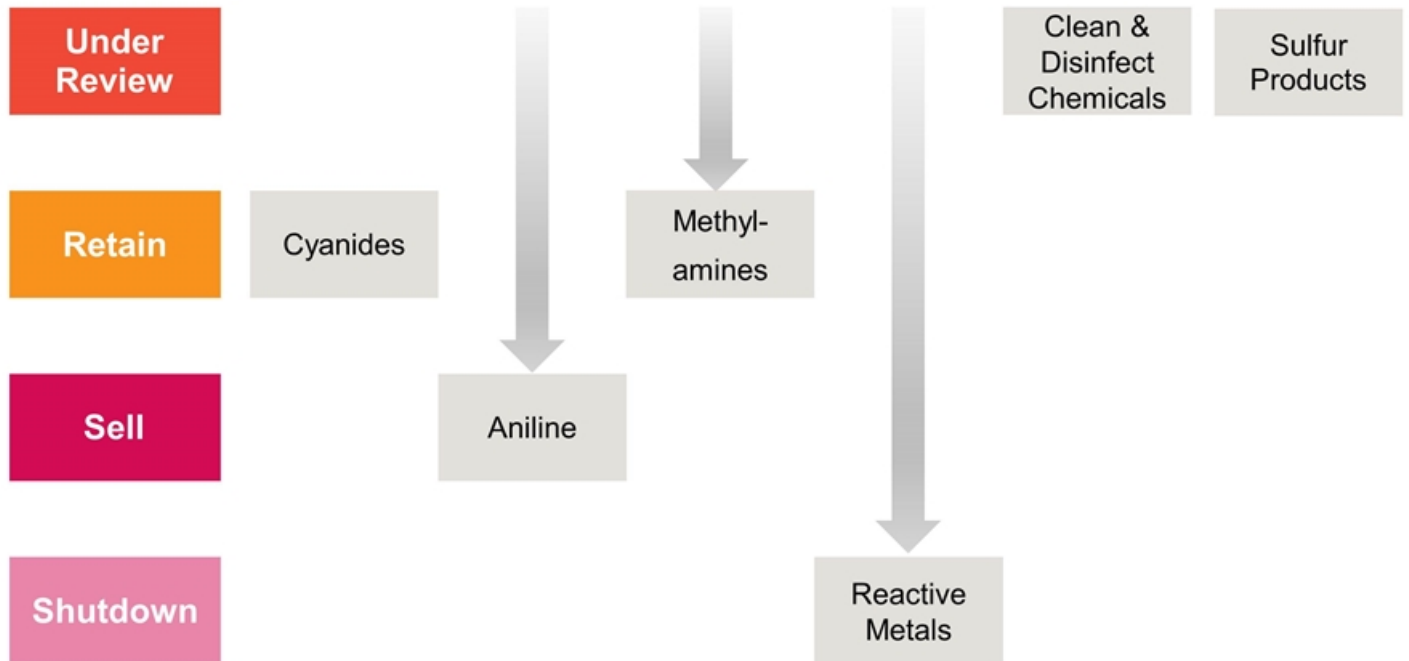 Under
Review
Clean &
Disinfect
Chemicals
Sulfur
Products
Retain
Cyanides
Methyl-
amines
Sell
Aniline
Shutdown
Reactive
Metals